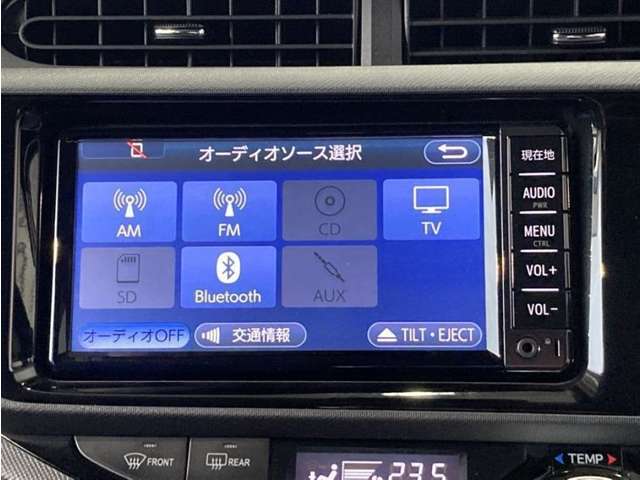 オーディオソース選択
AM FM CD TV
SD Bluetooth AUX
オーディオOFF 交通情報 TILT・EJECT
現在地
AUDIO
PWR
MENU
CTRL
VOL+
VOL-
FRONT REAR
23.5
TEMP